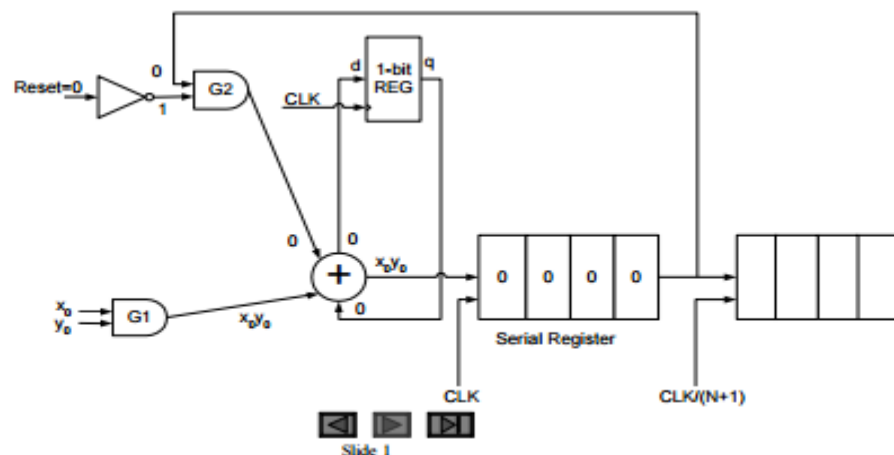 0
d
1-bit
REG
q
Reset=0
G2
1
CLK
0
0
x₀y₀
+
0
0
0
0
0
x₀
y₀
G1
x₀y₀
Serial Register
CLK
CLK/(N+1)
Slide 1